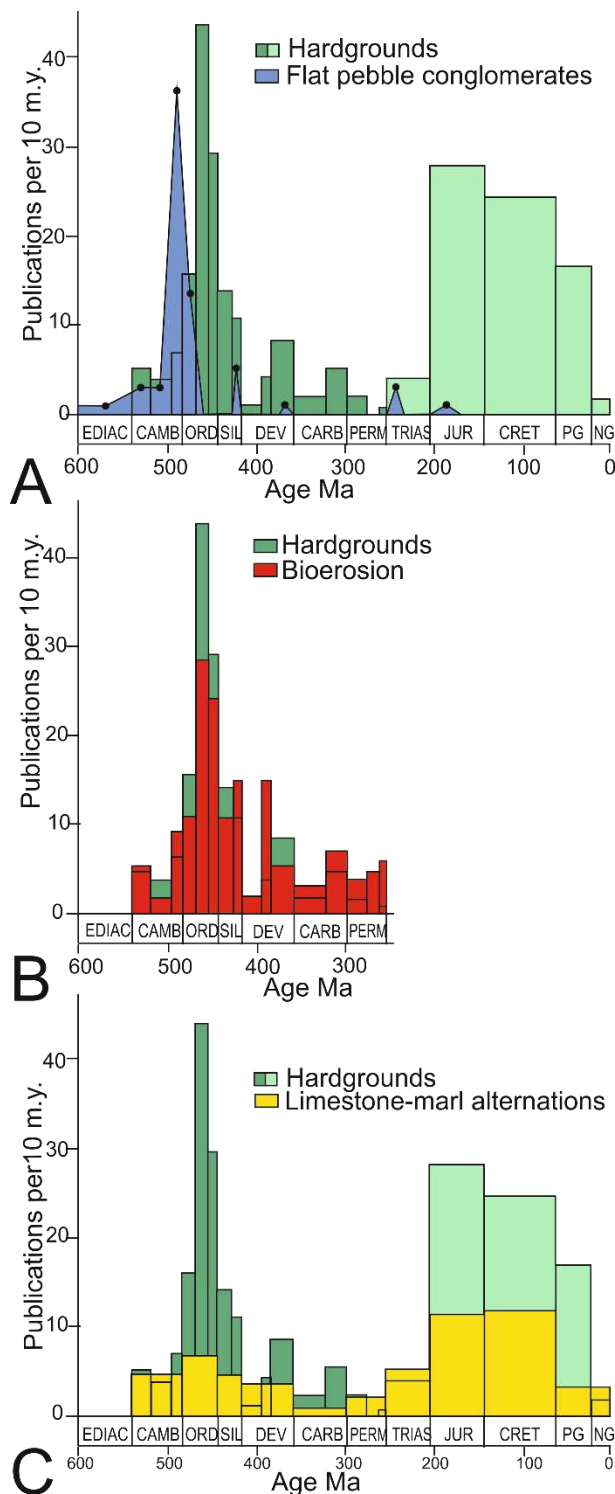 40
30
20
10
0
Publications per 10 m.y.
Hardgrounds
Flat pebble conglomerates
EDIAC CAMB ORD SIL DEV CARB PERM TRIAS JUR CRET PG NG
600 500 400 300 200 100 0
Age Ma
A
40
30
20
10
0
Publications per 10 m.y.
Hardgrounds
Bioerosion
EDIAC CAMB ORD SIL DEV CARB PERM
600 500 400 300
Age Ma
B
40
30
20
10
0
Publications per10 m.y.
Hardgrounds
Limestone-marl alternations
EDIAC CAMB ORD SIL DEV CARB PERM TRIAS JUR CRET PG NG
600 500 400 300 200 100 0
Age Ma
C